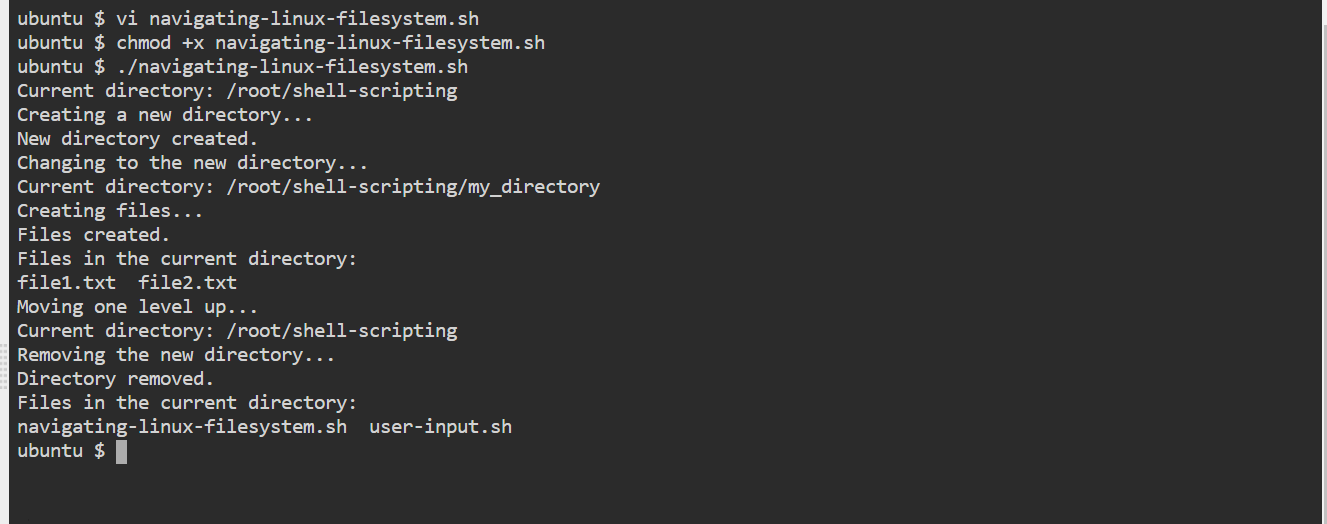 ubuntu $ vi navigating-linux-filesystem.sh
ubuntu $ chmod +x navigating-linux-filesystem.sh
ubuntu $ ./navigating-linux-filesystem.sh
Current directory: /root/shell-scripting
Creating a new directory...
New directory created.
Changing to the new directory...
Current directory: /root/shell-scripting/my_directory
Creating files...
Files created.
Files in the current directory:
file1.txt  file2.txt
Moving one level up...
Current directory: /root/shell-scripting
Removing the new directory...
Directory removed.
Files in the current directory:
navigating-linux-filesystem.sh  user-input.sh
ubuntu $